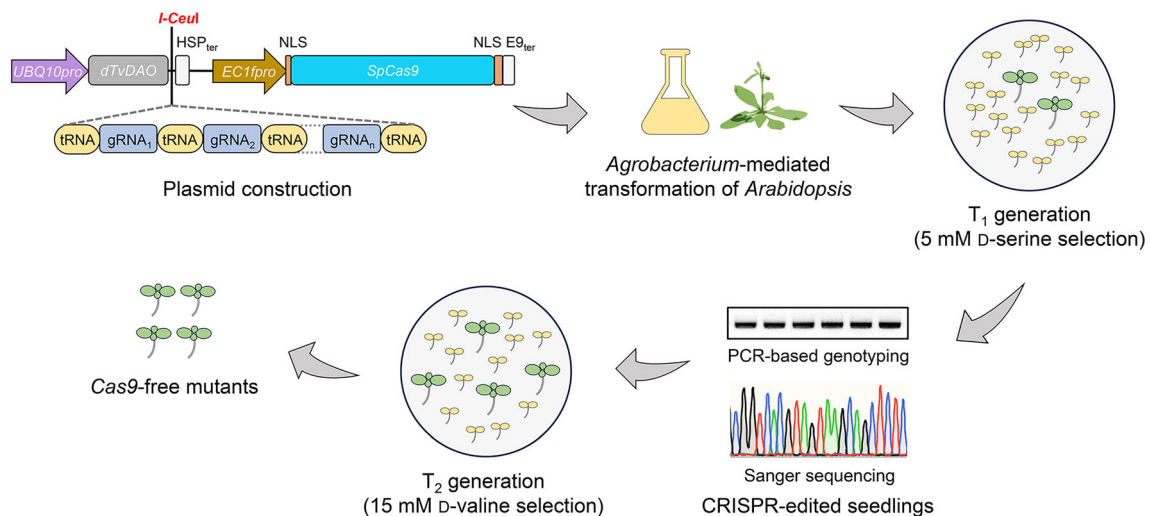 I-CeuI
HSPter
NLS
NLS
E9ter
UBQ10pro
dTvDAO
EC1fpro
SpCas9
tRNA
gRNA1
tRNA
gRNA2
tRNA
gRNAn
tRNA
Plasmid construction
Agrobacterium-mediated
transformation of Arabidopsis
T1 generation
(5 mM D-serine selection)
PCR-based genotyping
Sanger sequencing
CRISPR-edited seedlings
T2 generation
(15 mM D-valine selection)
Cas9-free mutants